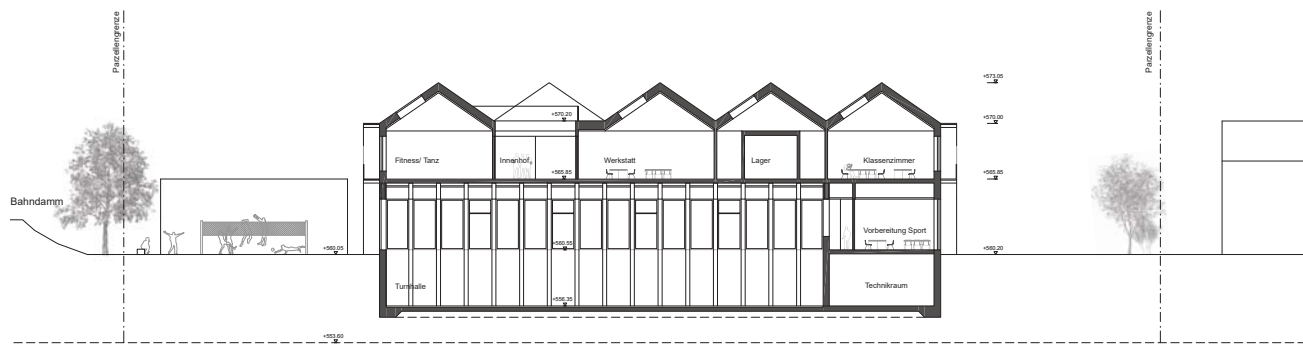 Parzellengrenze
Parzellengrenze
+573.05
+570.20
+570.00
Fitness/ Tanz
Innenhof
Werkstatt
Lager
Klassenzimmer
+565.85
+565.85
Bahndamm
Vorbereitung Sport
+560.05
+560.55
+560.20
Turnhalle
Technikraum
+556.35
+553.60